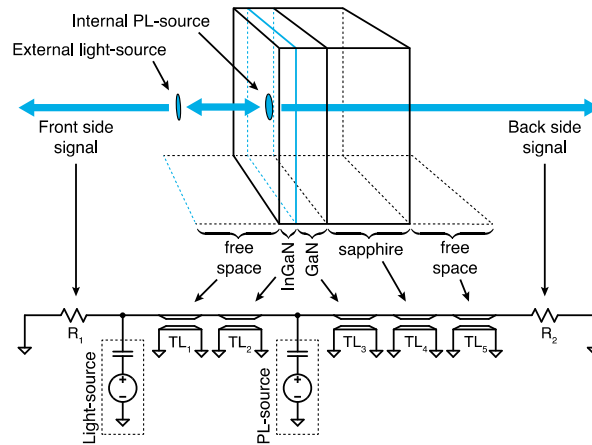 Internal PL-source
External light-source
Front side
signal
Back side
signal
free
space
InGaN
GaN
sapphire
free
space
R₁
TL₁
TL₂
TL₃
TL₄
TL₅
R₂
Light-source
PL-source